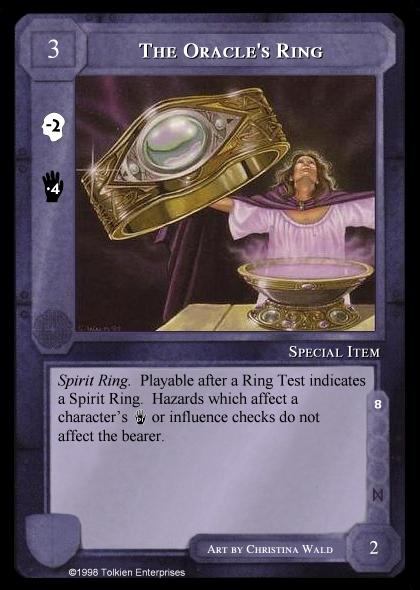 3
THE ORACLE'S RING
-2
4
SPECIAL ITEM
Spirit Ring. Playable after a Ring Test indicates
a Spirit Ring. Hazards which affect a
character's or influence checks do not
affect the bearer.
8
ART BY CHRISTINA WALD
2
©1998 Tolkien Enterprises